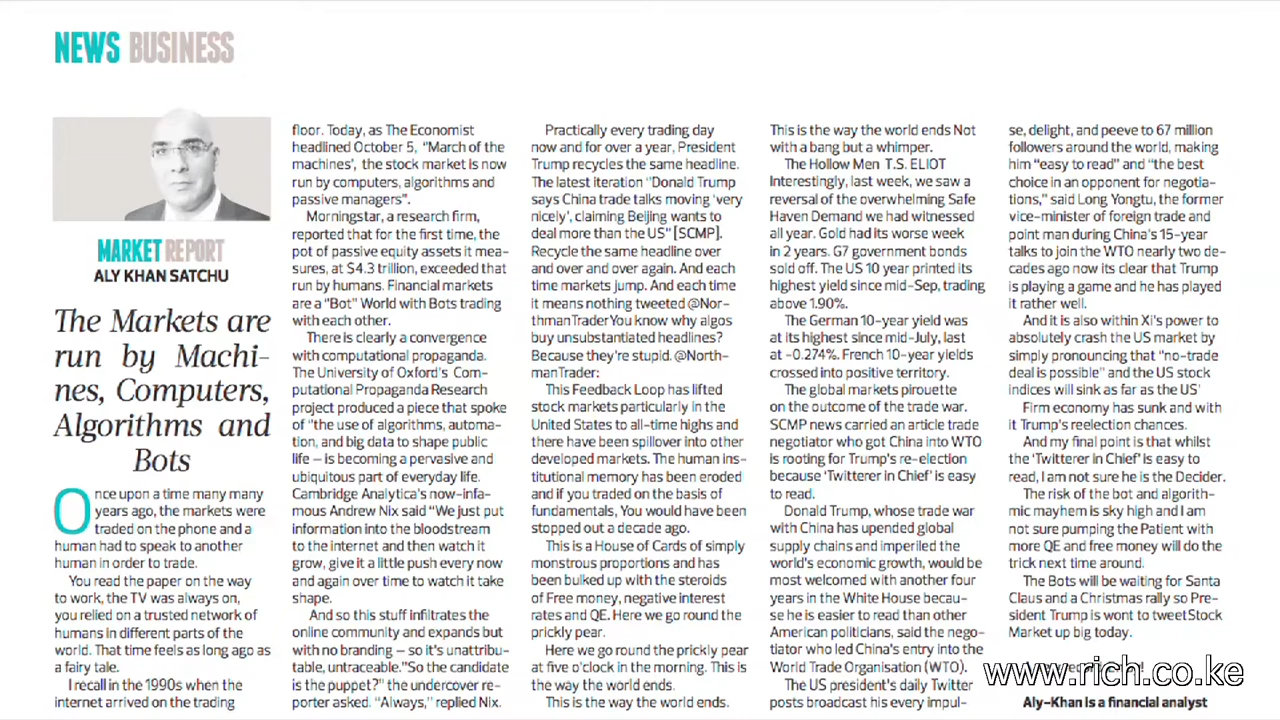 NEWS BUSINESS
MARKET REPORT
ALY KHAN SATCHU
The Markets are
run by Machi-
nes, Computers,
Algorithms and
Bots
Once upon a time many many
years ago, the markets were
traded on the phone and a
human had to speak to another
human in order to trade.
You read the paper on the way
to work, the TV was always on,
you relied on a trusted network of
humans in different parts of the
world. That time feels as long ago as
a fairy tale.
I recall in the 1990s when the
internet arrived on the trading
floor. Today, as The Economist
headlined October 5, "March of the
machines', the stock market is now
run by computers, algorithms and
passive managers".
Morningstar, a research firm,
reported that for the first time, the
pot of passive equity assets it mea-
sures, at $4.3 trillion, exceeded that
run by humans. Financial markets
are a "Bot" World with Bots trading
with each other.
There is clearly a convergence
with computational propaganda.
The University of Oxford's Com-
putational Propaganda Research
project produced a piece that spoke
of "the use of algorithms, automa-
tion, and big data to shape public
life – is becoming a pervasive and
ubiquitous part of everyday life.
Cambridge Analytica's now-infa-
mous Andrew Nix said "We just put
information into the bloodstream
to the internet and then watch it
grow, give it a little push every now
and again over time to watch it take
shape.
And so this stuff infiltrates the
online community and expands but
with no branding – so it's unattribu-
table, untraceable."So the candidate
is the puppet?" the undercover re-
porter asked. "Always," replied Nix.
Practically every trading day
now and for over a year, President
Trump recycles the same headline.
The latest iteration "Donald Trump
says China trade talks moving 'very
nicely', claiming Beijing wants to
deal more than the US" [SCMP].
Recycle the same headline over
and over and over again. And each
time markets jump. And each time
it means nothing tweeted @Nor-
thmanTraderYou know why algos
buy unsubstantiated headlines?
Because they're stupid. @North-
manTrader:
This Feedback Loop has lifted
stock markets particularly in the
United States to all-time highs and
there have been spillover into other
developed markets. The human ins-
titutional memory has been eroded
and if you traded on the basis of
fundamentals, You would have been
stopped out a decade ago.
This is a House of Cards of simply
monstrous proportions and has
been bulked up with the steroids
of Free money, negative interest
rates and QE. Here we go round the
prickly pear.
Here we go round the prickly pear
at five o'clock in the morning. This is
the way the world ends.
This is the way the world ends.
This is the way the world ends Not
with a bang but a whimper.
The Hollow Men T.S. ELIOT
Interestingly, last week, we saw a
reversal of the overwhelming Safe
Haven Demand we had witnessed
all year. Gold had its worse week
in 2 years. G7 government bonds
sold off. The US 10 year printed its
highest yield since mid-Sep, trading
above 1.90%.
The German 10-year yield was
at its highest since mid-July, last
at -0.274%. French 10-year yields
crossed into positive territory.
The global markets pirouette
on the outcome of the trade war.
SCMP news carried an article trade
negotiator who got China into WTO
is rooting for Trump's re-election
because 'Twitterer in Chief' is easy
to read.
Donald Trump, whose trade war
with China has upended global
supply chains and imperiled the
world's economic growth, would be
most welcomed with another four
years in the White House becau-
se he is easier to read than other
American politicians, said the nego-
tiator who led China's entry into the
World Trade Organisation (WTO).
The US president's daily Twitter
posts broadcast his every impul-
se, delight, and peeve to 67 million
followers around the world, making
him "easy to read" and "the best
choice in an opponent for negotia-
tions," said Long Yongtu, the former
vice-minister of foreign trade and
point man during China's 15-year
talks to join the WTO nearly two de-
cades ago now its clear that Trump
is playing a game and he has played
it rather well.
And it is also within Xi's power to
absolutely crash the US market by
simply pronouncing that "no-trade
deal is possible" and the US stock
indices will sink as far as the US'
Firm economy has sunk and with
it Trump's reelection chances.
And my final point is that whilst
the 'Twitterer in Chief' is easy to
read, I am not sure he is the Decider.
The risk of the bot and algorith-
mic mayhem is sky high and I am
not sure pumping the Patient with
more QE and free money will do the
trick next time around.
The Bots will be waiting for Santa
Claus and a Christmas rally so Pre-
sident Trump is wont to tweetStock
Market up big today.
www.rich.co.ke
Aly-Khan is a financial analyst